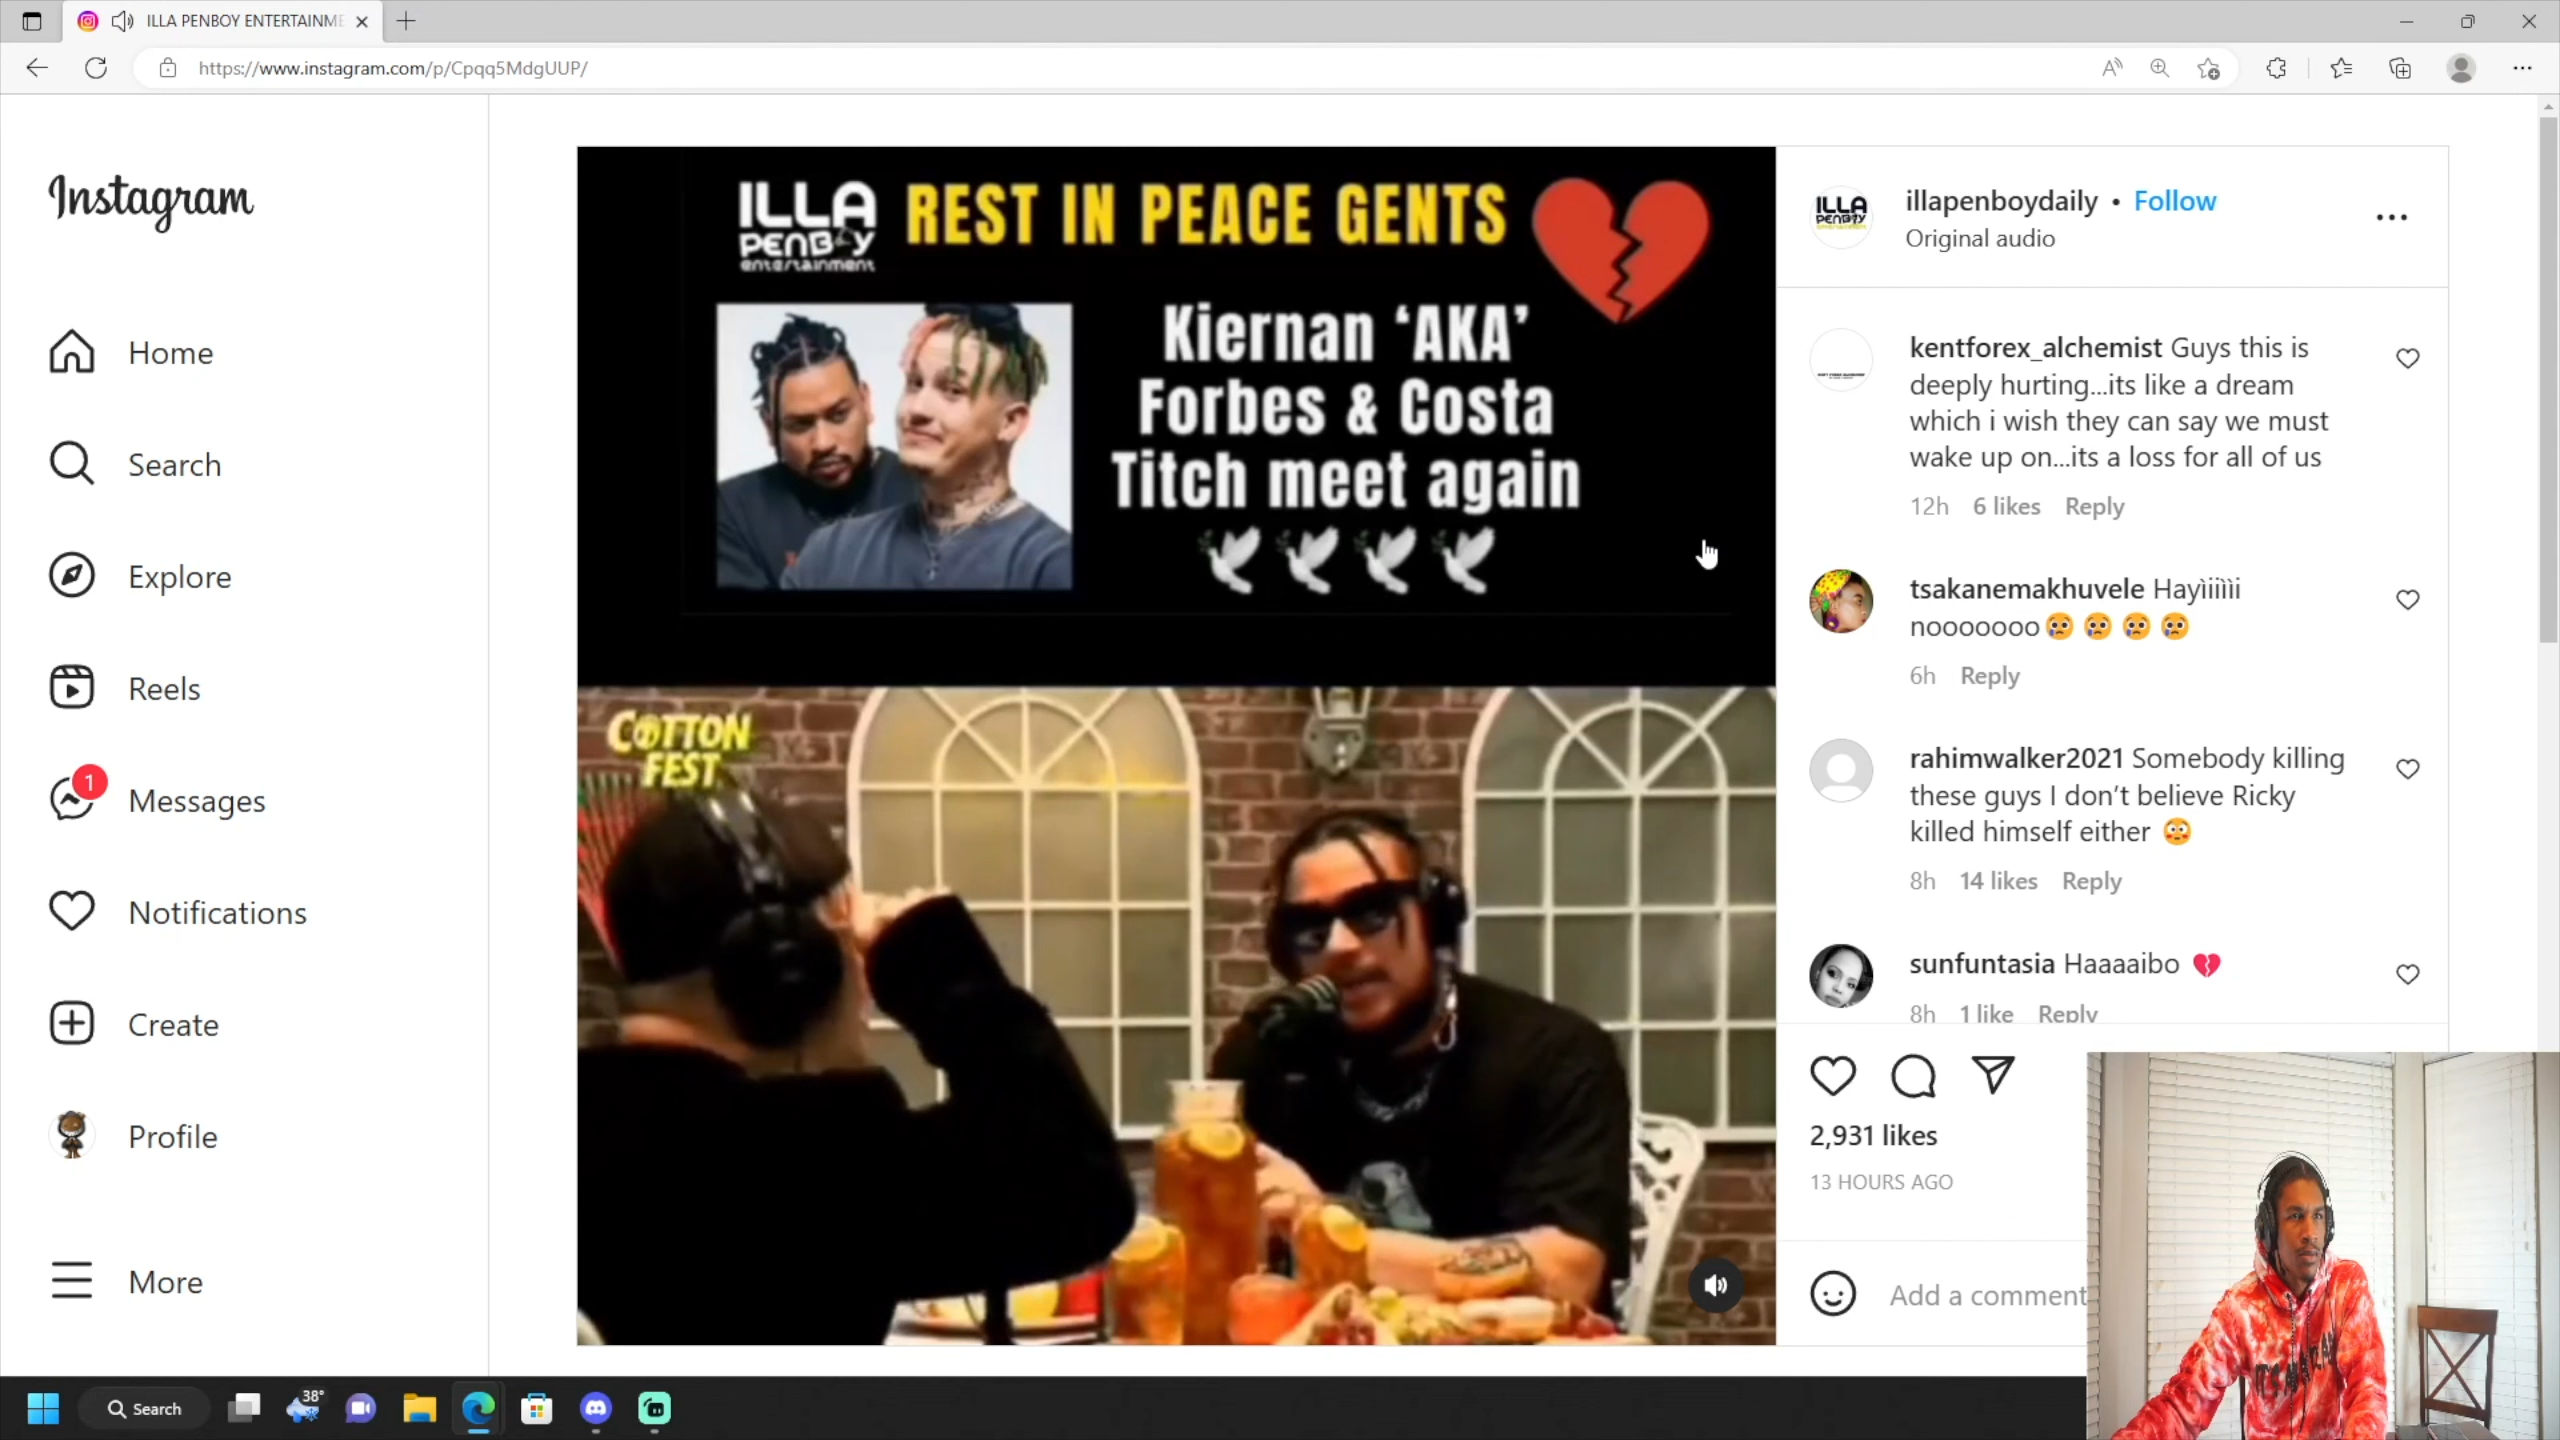 ILLA PENBOY ENTERTAINME
https://www.instagram.com/p/Cpqq5MdgUUP/
Instagram
Home
Search
Explore
Reels
1
Messages
Notifications
Create
Profile
More
ILLA
PENBOY
entertainment
REST IN PEACE GENTS
Kiernan ‘AKA’
Forbes & Costa
Titch meet again
COTTON
FEST
ILLA
PENBOY
illapenboydaily • Follow
Original audio
kentforex_alchemist Guys this is
deeply hurting...its like a dream
which i wish they can say we must
wake up on...its a loss for all of us
12h 6 likes Reply
tsakanemakhuvele Hayìiiììi
nooooooo😢 😢 😢 😢
6h Reply
rahimwalker2021 Somebody killing
these guys I don’t believe Ricky
killed himself either 😳
8h 14 likes Reply
sunfuntasia Haaaaibo 💔
8h 1 like Reply
2,931 likes
13 HOURS AGO
Add a comment
Search
38°